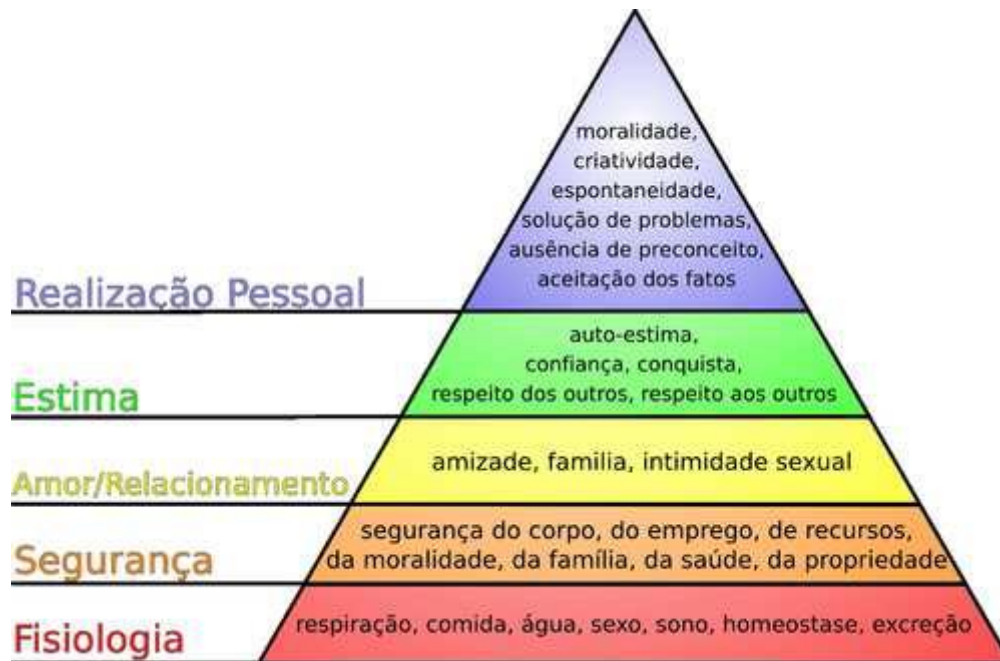 moralidade,
criatividade,
espontaneidade,
solução de problemas,
ausência de preconceito,
aceitação dos fatos
Realização Pessoal
auto-estima,
confiança, conquista,
respeito dos outros, respeito aos outros
Estima
amizade, familia, intimidade sexual
Amor/Relacionamento
segurança do corpo, do emprego, de recursos,
da moralidade, da família, da saúde, da propriedade
Segurança
respiração, comida, água, sexo, sono, homeostase, excreção
Fisiologia